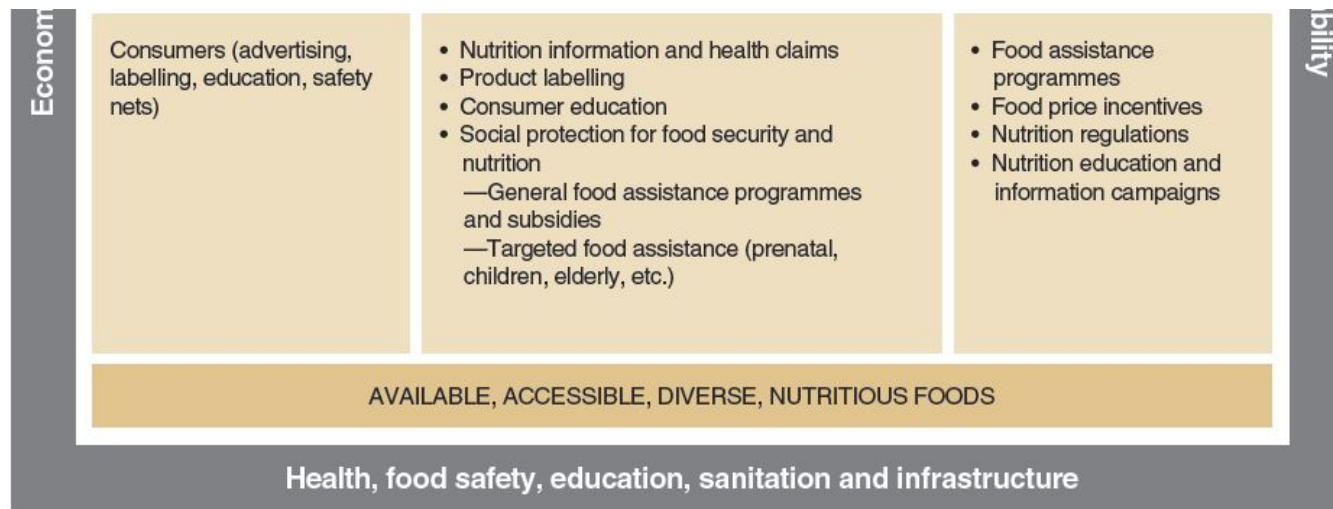 Econom
Consumers (advertising,
labelling, education, safety
nets)
• Nutrition information and health claims
• Product labelling
• Consumer education
• Social protection for food security and
nutrition
—General food assistance programmes
and subsidies
—Targeted food assistance (prenatal,
children, elderly, etc.)
• Food assistance
programmes
• Food price incentives
• Nutrition regulations
• Nutrition education and
information campaigns
bility
AVAILABLE, ACCESSIBLE, DIVERSE, NUTRITIOUS FOODS
Health, food safety, education, sanitation and infrastructure